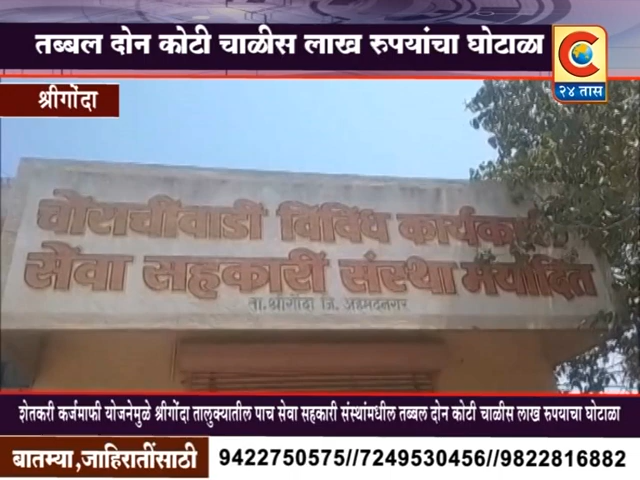 तब्बल दोन कोटी चाळीस लाख रुपयांचा घोटाळा
C
२४ तास
श्रीगोंदा
चोराचीवाडी विविध कार्यकारी
सेवा सहकारी संस्था मर्यादित
ता. श्रीगोंदा जि. अहमदनगर
शेतकरी कर्जमाफी योजनेमुळे श्रीगोंदा तालुक्यातील पाच सेवा सहकारी संस्थांमधील तब्बल दोन कोटी चाळीस लाख रुपयाचा घोटाळा
बातम्या,जाहिरातींसाठी 9422750575//7249530456//9822816882